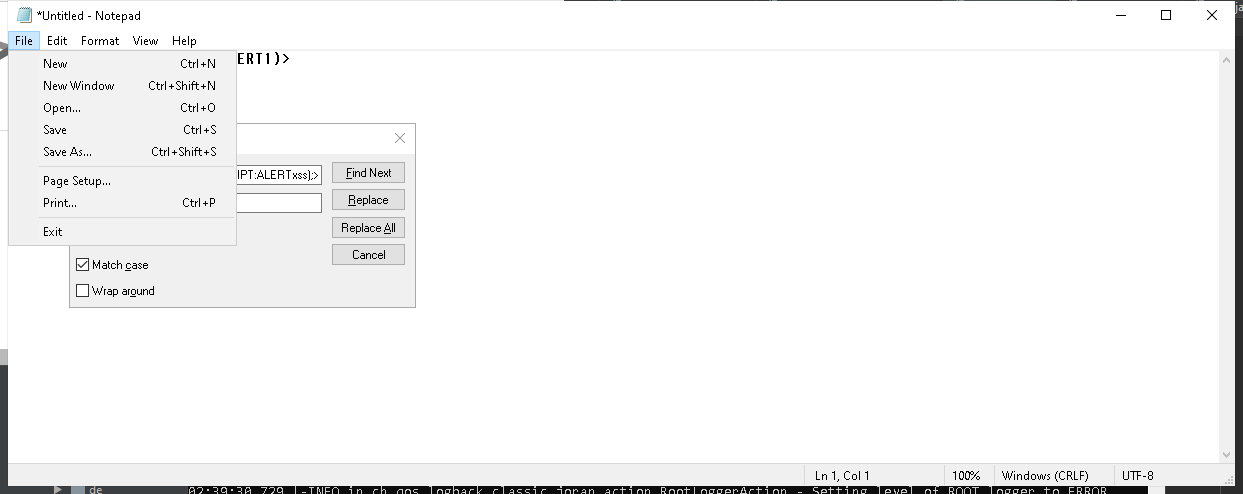 *Untitled - Notepad
File Edit Format View Help
ERT1)>
New Ctrl+N
New Window Ctrl+Shift+N
Open... Ctrl+O
Save Ctrl+S
Save As... Ctrl+Shift+S
Page Setup...
Print... Ctrl+P
Exit
IPT:ALERTxss);>
Find Next
Replace
Replace All
Cancel
Match case
Wrap around
Ln 1, Col 1 100% Windows (CRLF) UTF-8
de 02:39:30,729 |-INFO in ch.qos.logback.classic.joran.action.RootLoggerAction - Setting level of ROOT logger to ERROR